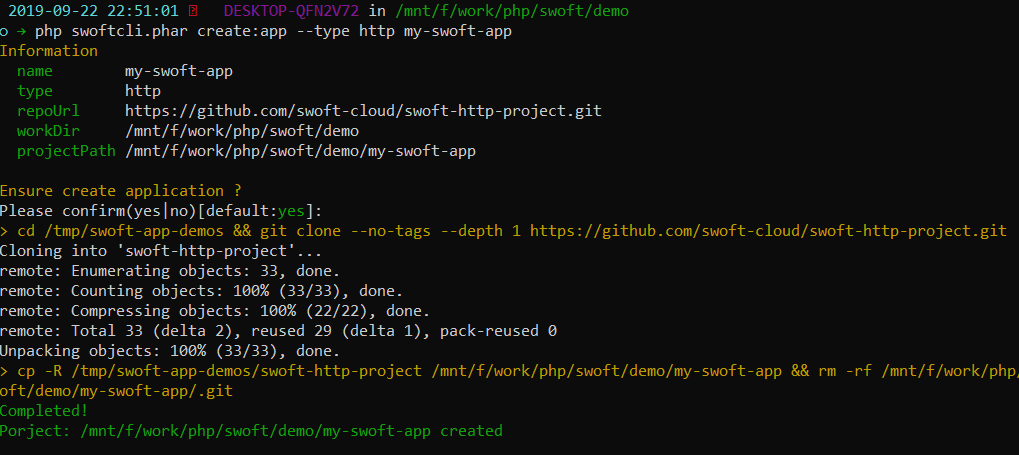 2019-09-22 22:51:01 DESKTOP-QFN2V72 in /mnt/f/work/php/swoft/demo
o → php swoftcli.phar create:app --type http my-swoft-app
Information
name my-swoft-app
type http
repoUrl https://github.com/swoft-cloud/swoft-http-project.git
workDir /mnt/f/work/php/swoft/demo
projectPath /mnt/f/work/php/swoft/demo/my-swoft-app
Ensure create application ?
Please confirm(yes|no)[default:yes]:
> cd /tmp/swoft-app-demos && git clone --no-tags --depth 1 https://github.com/swoft-cloud/swoft-http-project.git
Cloning into 'swoft-http-project'...
remote: Enumerating objects: 33, done.
remote: Counting objects: 100% (33/33), done.
remote: Compressing objects: 100% (22/22), done.
remote: Total 33 (delta 2), reused 29 (delta 1), pack-reused 0
Unpacking objects: 100% (33/33), done.
> cp -R /tmp/swoft-app-demos/swoft-http-project /mnt/f/work/php/swoft/demo/my-swoft-app && rm -rf /mnt/f/work/php/
oft/demo/my-swoft-app/.git
Completed!
Porject: /mnt/f/work/php/swoft/demo/my-swoft-app created